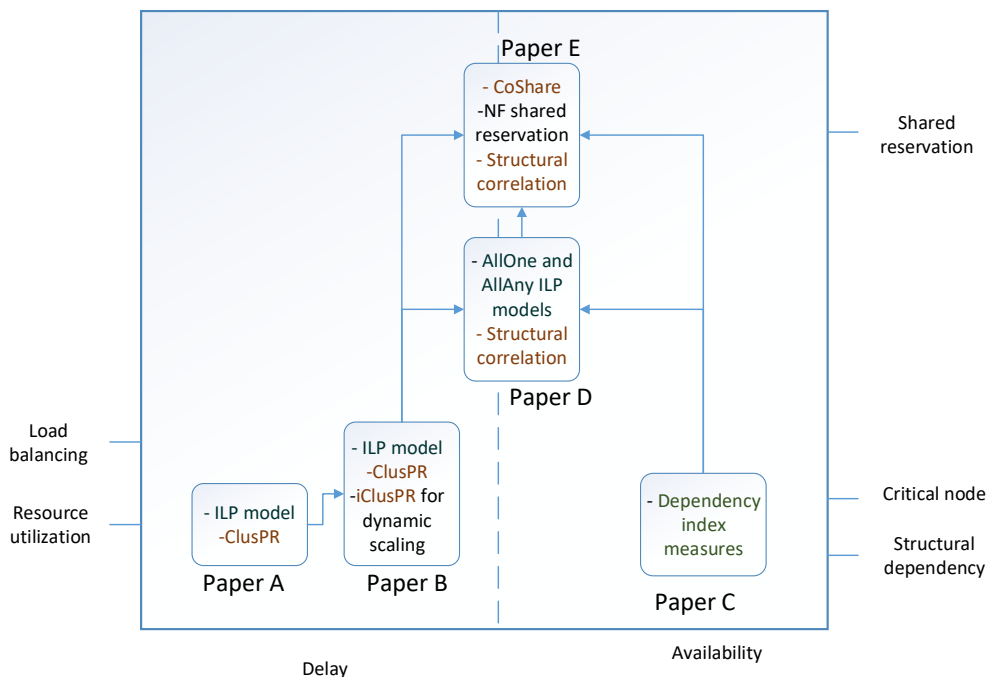 Paper E
- CoShare
-NF shared
reservation
- Structural
correlation
Shared
reservation
- AllOne and
AllAny ILP
models
- Structural
correlation
Paper D
Load
balancing
- ILP model
-ClusPR
-iClusPR for
dynamic
scaling
Paper B
Resource
utilization
- ILP model
-ClusPR
Paper A
- Dependency
index
measures
Paper C
Critical node
Structural
dependency
Delay
Availability